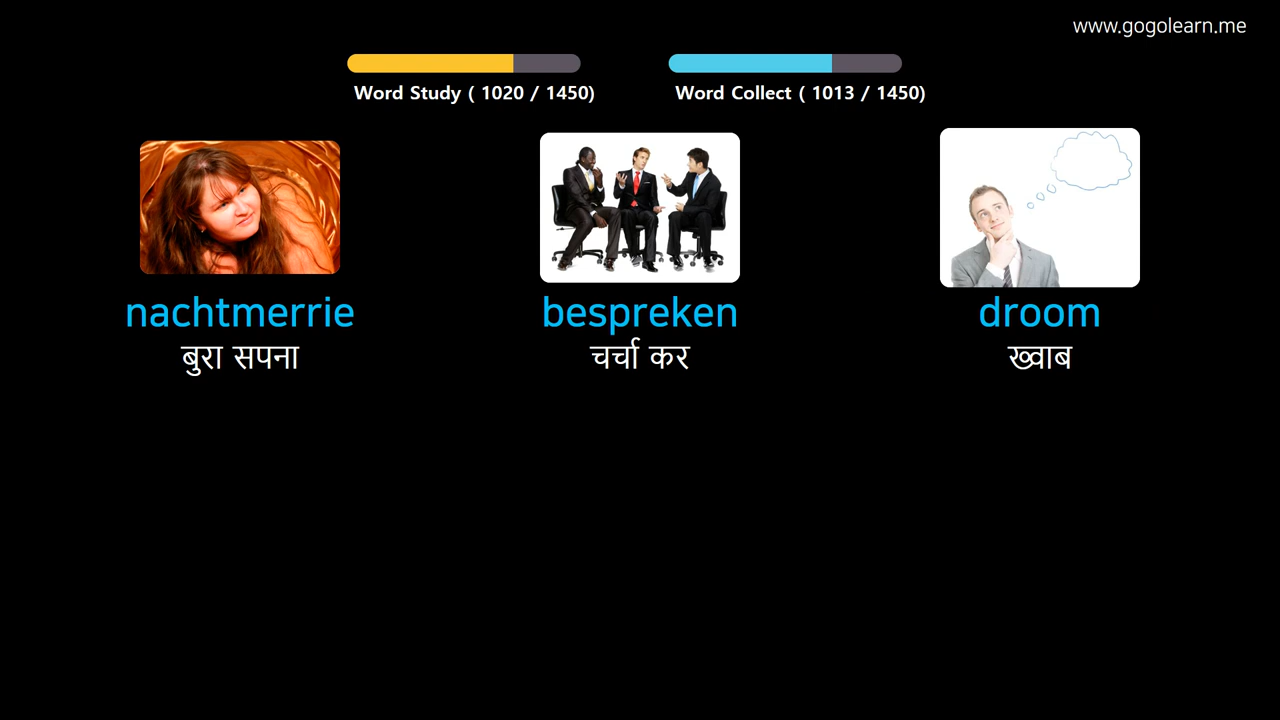 www.gogolearn.me
Word Study ( 1020 / 1450)
Word Collect ( 1013 / 1450)
nachtmerrie
बुरा सपना
bespreken
चर्चा कर
droom
ख्वाब